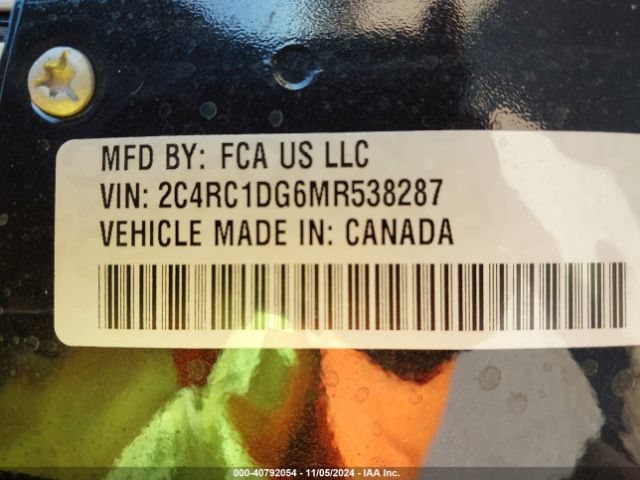 MFD BY: FCA US LLC
VIN: 2C4RC1DG6MR538287
VEHICLE MADE IN: CANADA
000-40792054 - 11/05/2024 - IAA Inc.